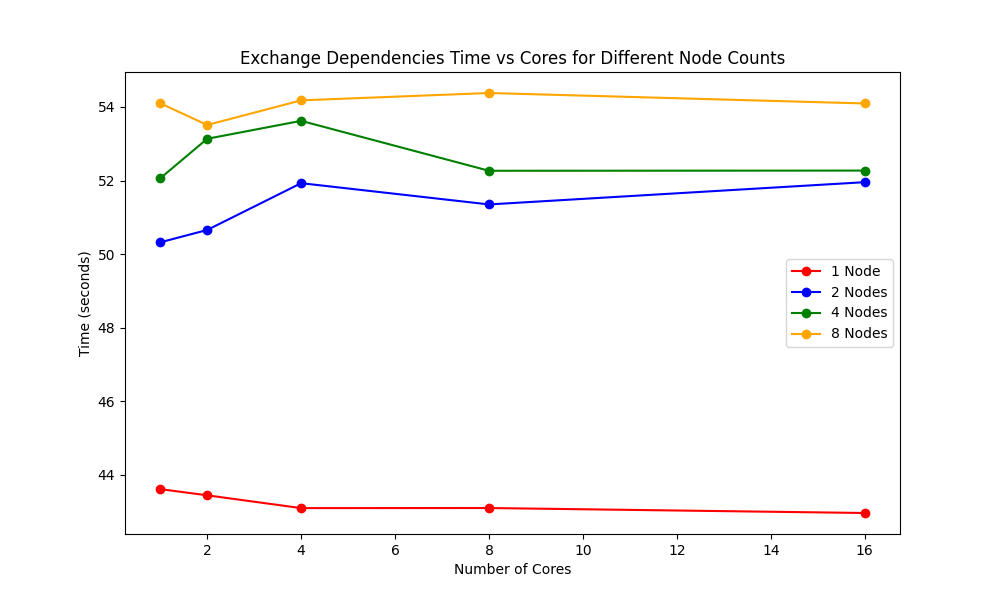 Exchange Dependencies Time vs Cores for Different Node Counts
54
52
50
48
46
44
Time (seconds)
1 Node
2 Nodes
4 Nodes
8 Nodes
2 4 6 8 10 12 14 16
Number of Cores